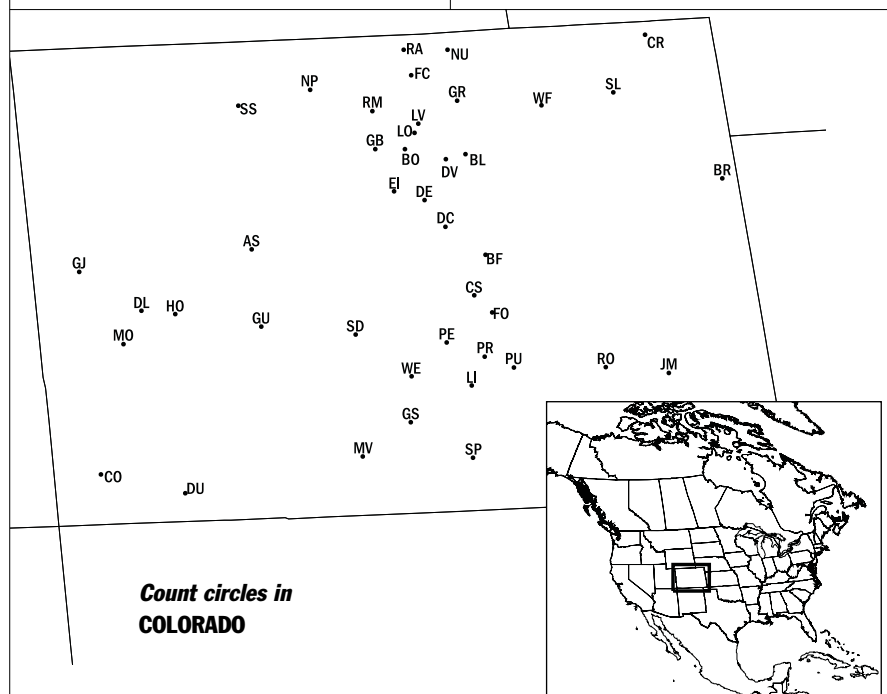 CR
RA
NU
FC
NP
SL
GR
WF
RM
SS
LV
LO
GB
BO
BL
DV
BR
EI
DE
DC
AS
BF
GJ
CS
DL
HO
FO
GU
SD
MO
PE
PR
PU
RO
JM
WE
LI
GS
MV
SP
CO
DU
Count circles in
COLORADO